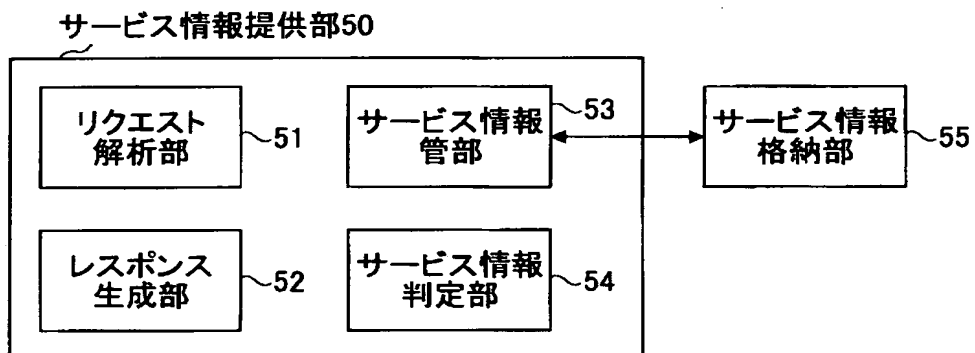 サービス情報提供部50
リクエスト
解析部
51
サービス情報
管部
53
サービス情報
格納部
55
レスポンス
生成部
52
サービス情報
判定部
54